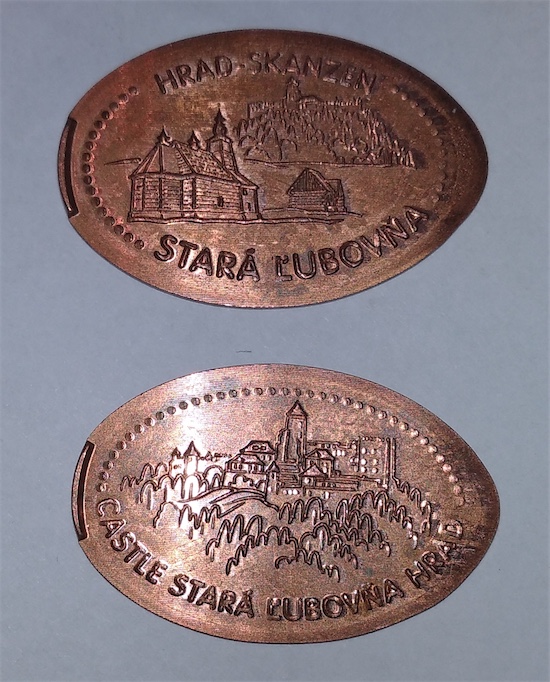 HRAD-SKANZEN
STARÁ ĽUBOVŇA
CASTLE STARÁ ĽUBOVŇA HRAD